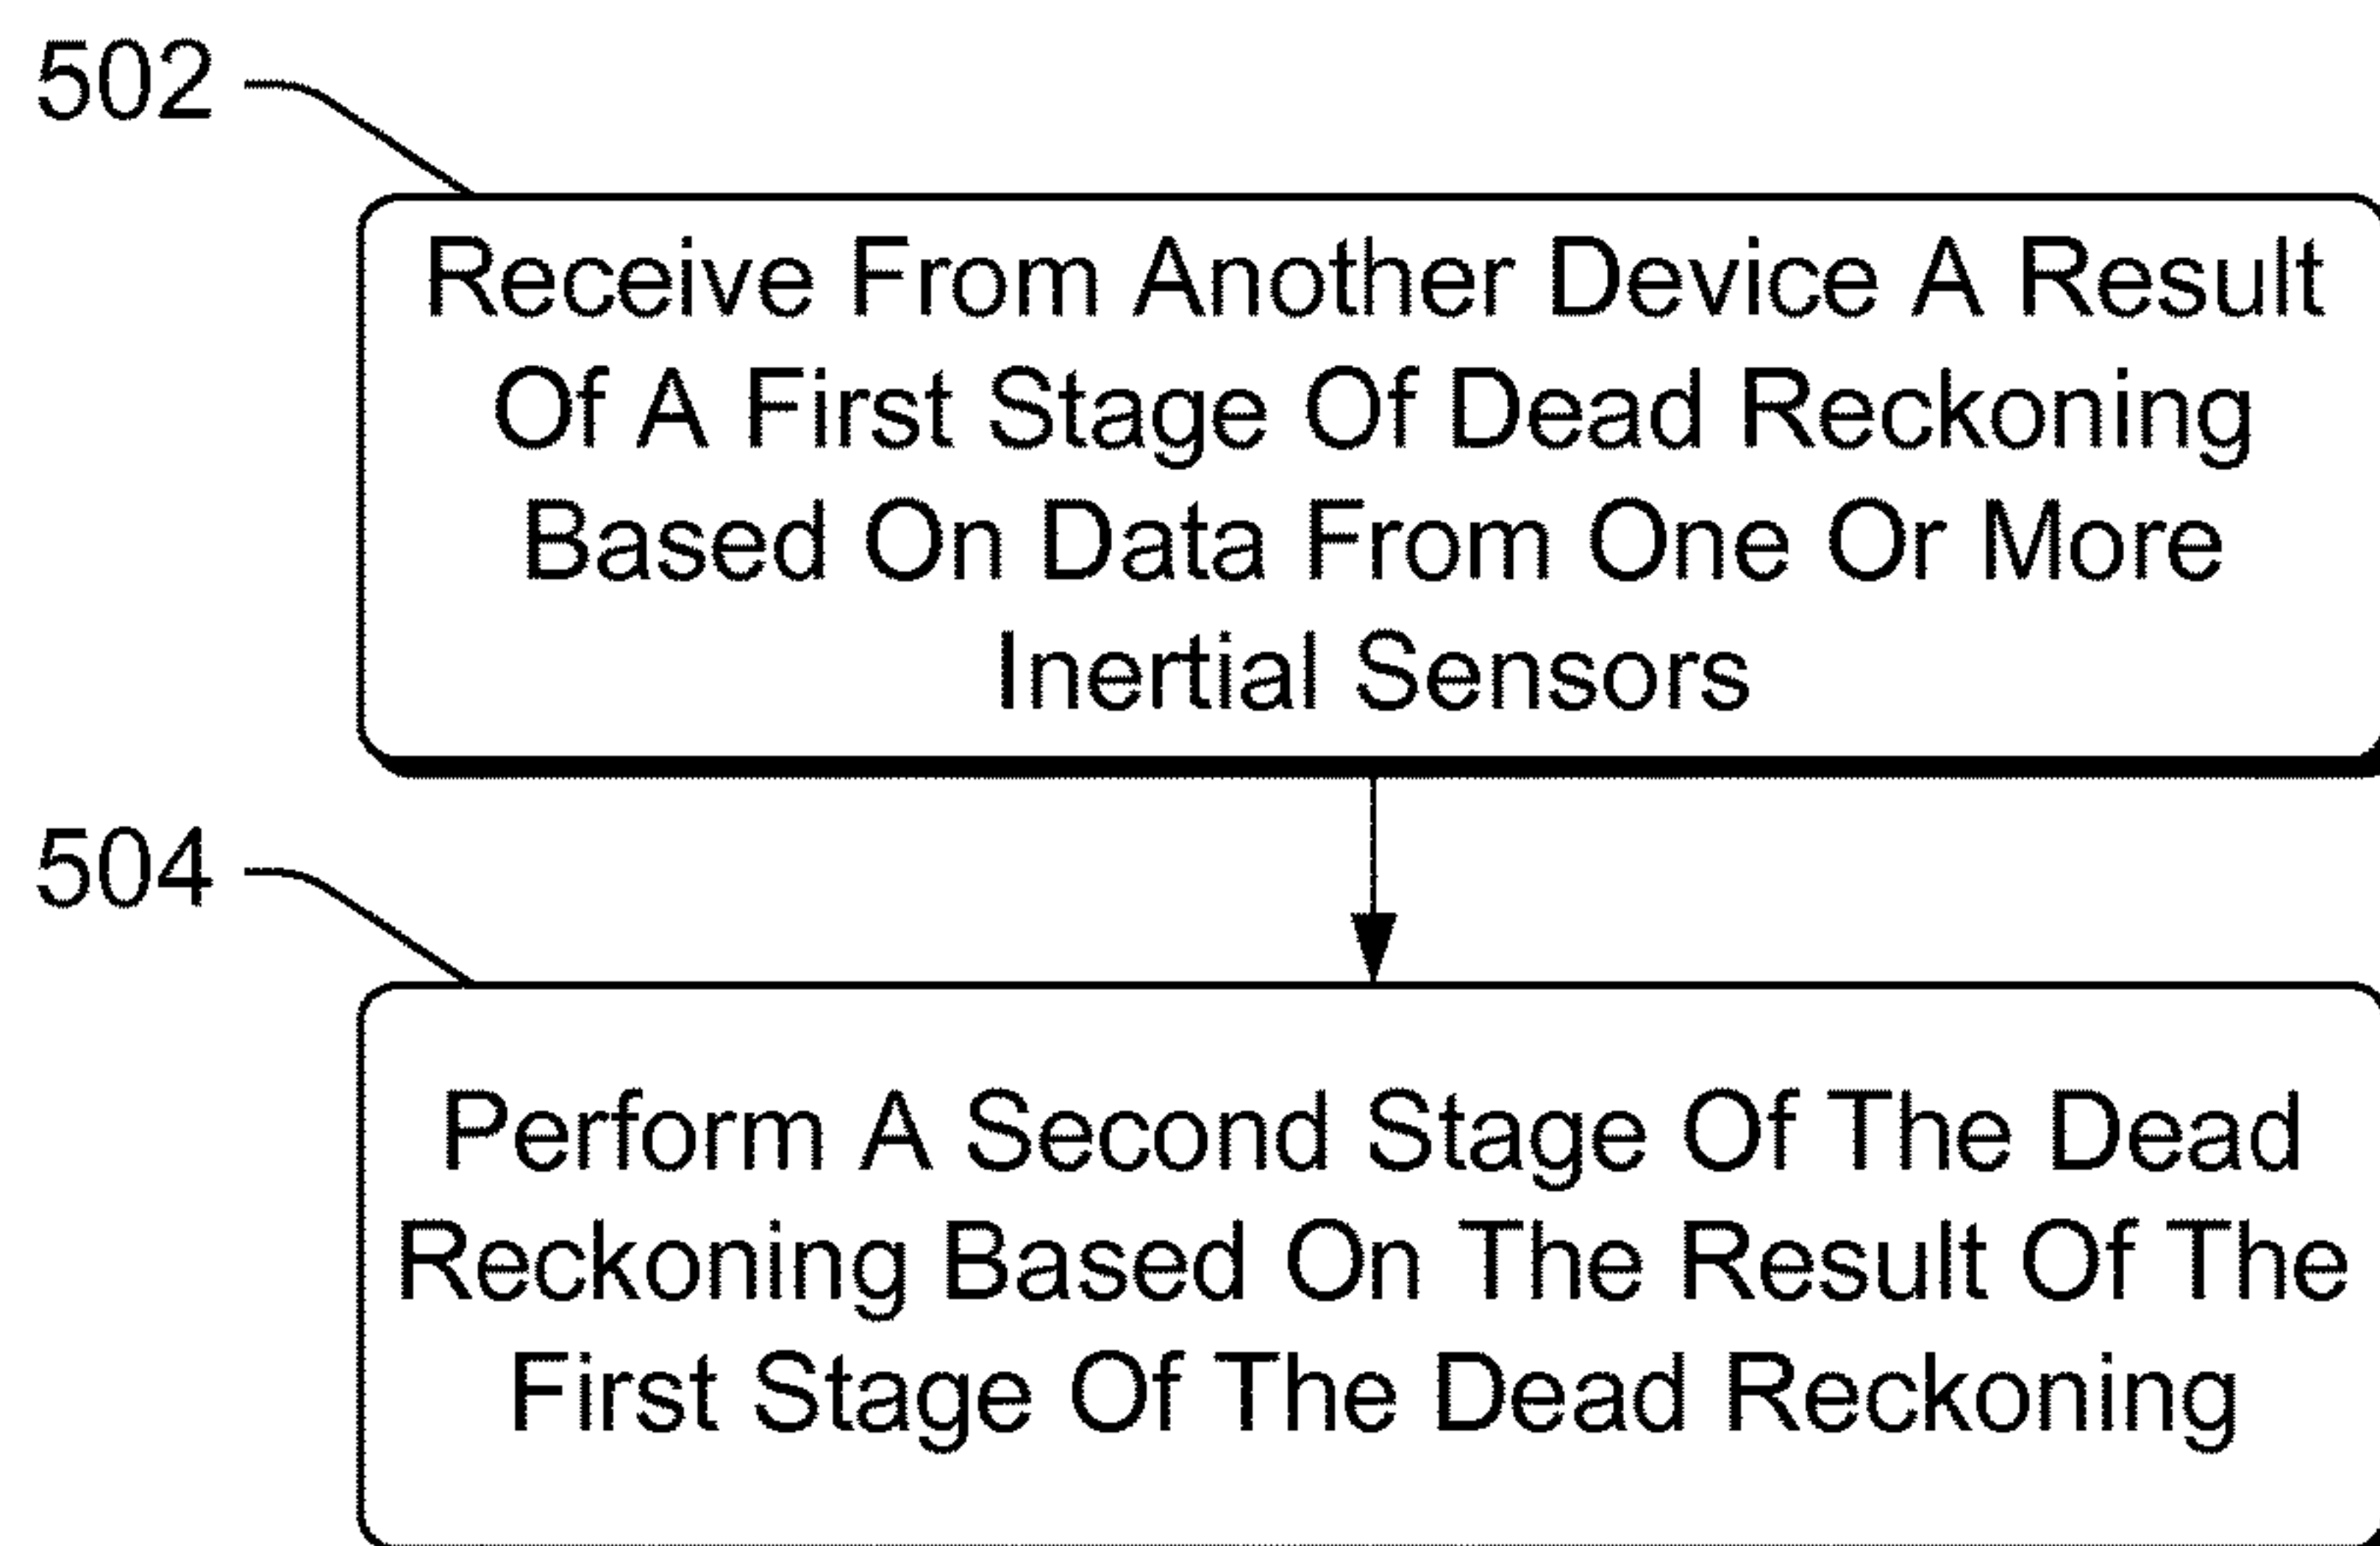 502
Receive From Another Device A Result
Of A First Stage Of Dead Reckoning
Based On Data From One Or More
Inertial Sensors
504
Perform A Second Stage Of The Dead
Reckoning Based On The Result Of The
First Stage Of The Dead Reckoning